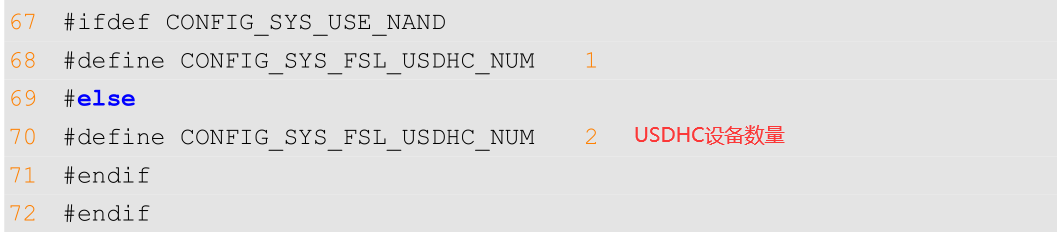 67 #ifdef CONFIG_SYS_USE_NAND
68 #define CONFIG_SYS_FSL_USDHC_NUM 1
69 #else
70 #define CONFIG_SYS_FSL_USDHC_NUM 2 USDHC设备数量
71 #endif
72 #endif